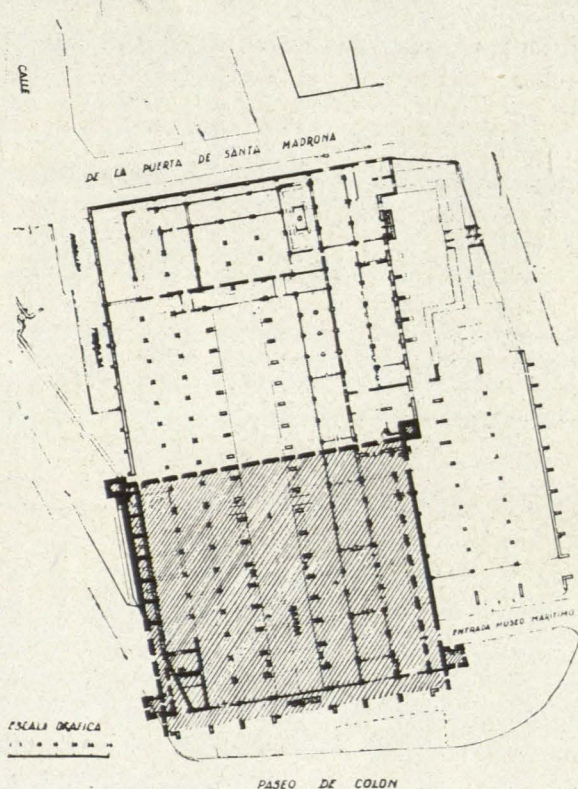 CALLE
DE LA PUERTA DE SANTA MADRONA
ENTRADA MUSEO MARITIMO
ESCALA GRAFICA
PASEO DE COLON